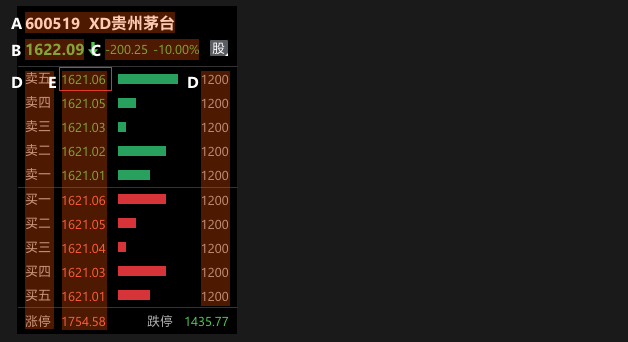 A 600519 XD贵州茅台
B 1622.09 C -200.25 -10.00% 股
D 卖五 E 1621.06 D 1200
卖四 1621.05 1200
卖三 1621.03 1200
卖二 1621.02 1200
卖一 1621.01 1200
买一 1621.06 1200
买二 1621.05 1200
买三 1621.04 1200
买四 1621.03 1200
买五 1621.01 1200
涨停 1754.58 跌停 1435.77